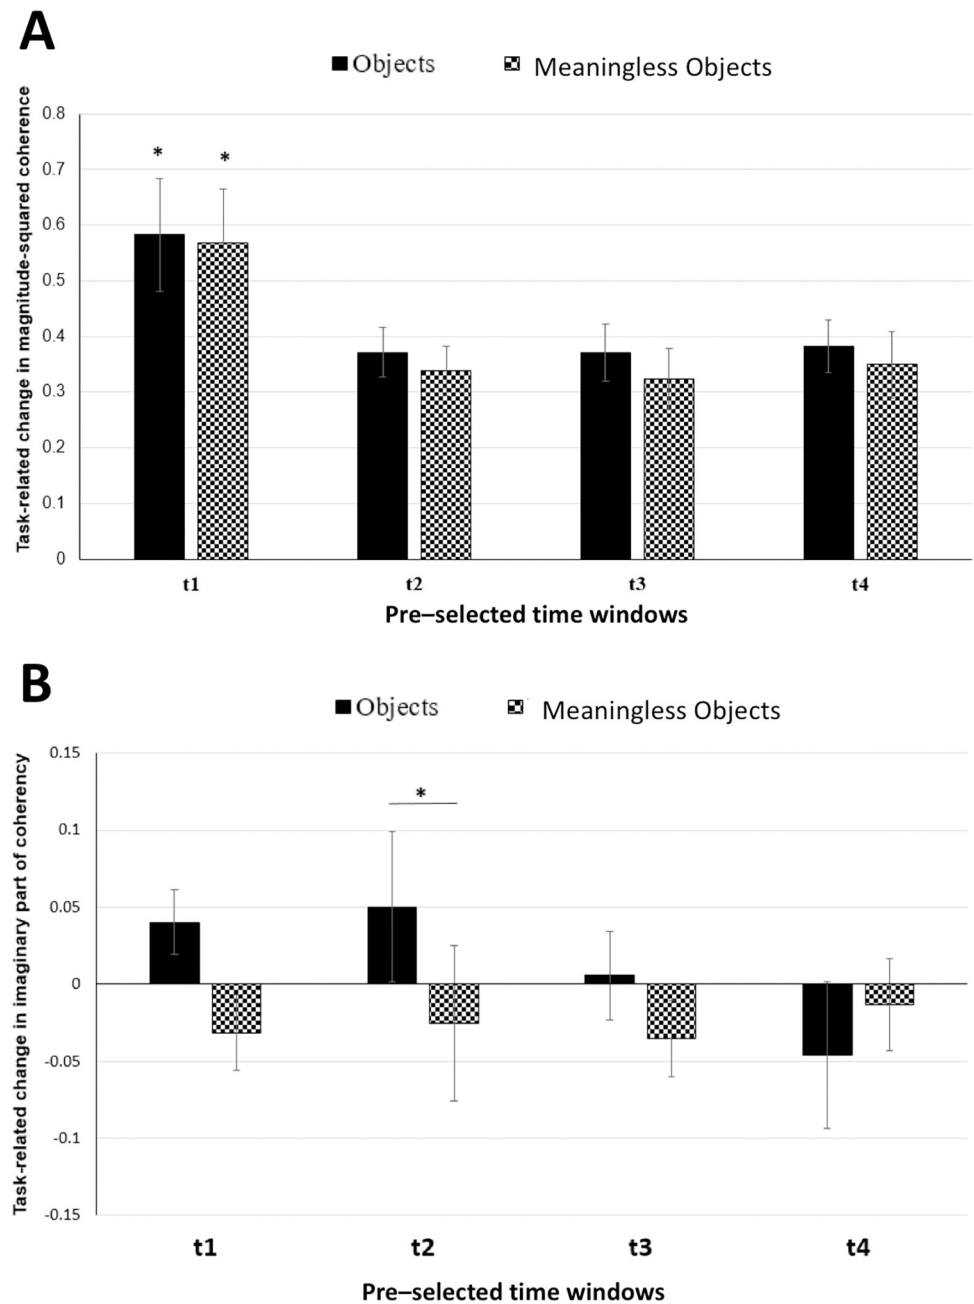 A
Objects Meaningless Objects
Task-related change in magnitude-squared coherence
0.8
0.7
* *
0.6
0.5
0.4
0.3
0.2
0.1
0
t1 t2 t3 t4
Pre–selected time windows
B
Objects Meaningless Objects
Task-related change in imaginary part of coherency
0.15
*
0.1
0.05
0
-0.05
-0.1
-0.15
t1 t2 t3 t4
Pre–selected time windows